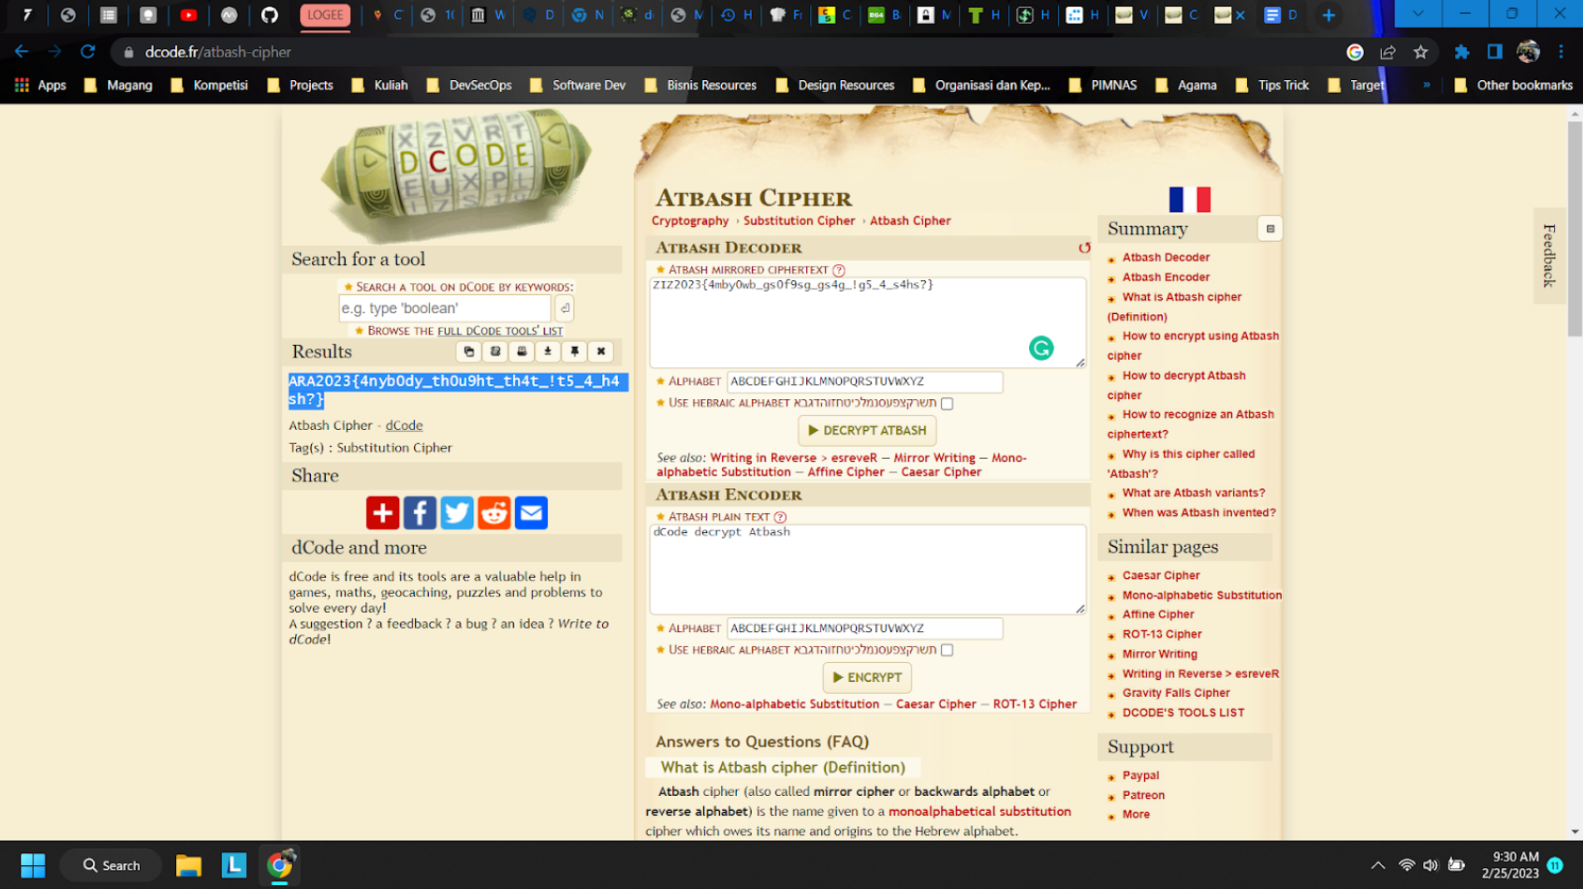 LOGEE
dcode.fr/atbash-cipher
Apps
Magang
Kompetisi
Projects
Kuliah
DevSecOps
Software Dev
Bisnis Resources
Design Resources
Organisasi dan Kep...
PIMNAS
Agama
Tips Trick
Target
»
Other bookmarks
DCODE
Search for a tool
★ SEARCH A TOOL ON DCODE BY KEYWORDS:
e.g. type 'boolean'
★ BROWSE THE FULL DCODE TOOLS' LIST
Results
ARA2023{4nyb0dy_th0u9ht_th4t_!t5_4_h4
sh?}
Atbash Cipher - dCode
Tag(s) : Substitution Cipher
Share
dCode and more
dCode is free and its tools are a valuable help in
games, maths, geocaching, puzzles and problems to
solve every day!
A suggestion ? a feedback ? a bug ? an idea ? Write to
dCode!
ATBASH CIPHER
Cryptography › Substitution Cipher › Atbash Cipher
ATBASH DECODER
★ ATBASH MIRRORED CIPHERTEXT ?
ZIZ2023{4mby0wb_gs0f9sg_gs4g_!g5_4_s4hs?}
★ ALPHABET ABCDEFGHIJKLMNOPQRSTUVWXYZ
★ USE HEBRAIC ALPHABET תשרקצפעסנמלכיטחזוהדגבא
▶ DECRYPT ATBASH
See also: Writing in Reverse > esreveR — Mirror Writing — Mono-
alphabetic Substitution — Affine Cipher — Caesar Cipher
ATBASH ENCODER
★ ATBASH PLAIN TEXT ?
dCode decrypt Atbash
★ ALPHABET ABCDEFGHIJKLMNOPQRSTUVWXYZ
★ USE HEBRAIC ALPHABET תשרקצפעסנמלכיטחזוהדגבא
▶ ENCRYPT
See also: Mono-alphabetic Substitution — Caesar Cipher — ROT-13 Cipher
Answers to Questions (FAQ)
What is Atbash cipher (Definition)
Atbash cipher (also called mirror cipher or backwards alphabet or
reverse alphabet) is the name given to a monoalphabetical substitution
cipher which owes its name and origins to the Hebrew alphabet.
Summary
Atbash Decoder
Atbash Encoder
What is Atbash cipher
(Definition)
How to encrypt using Atbash
cipher
How to decrypt Atbash
cipher
How to recognize an Atbash
ciphertext?
Why is this cipher called
'Atbash'?
What are Atbash variants?
When was Atbash invented?
Similar pages
Caesar Cipher
Mono-alphabetic Substitution
Affine Cipher
ROT-13 Cipher
Mirror Writing
Writing in Reverse > esreveR
Gravity Falls Cipher
DCODE'S TOOLS LIST
Support
Paypal
Patreon
More
Feedback
Search
9:30 AM
2/25/2023
11